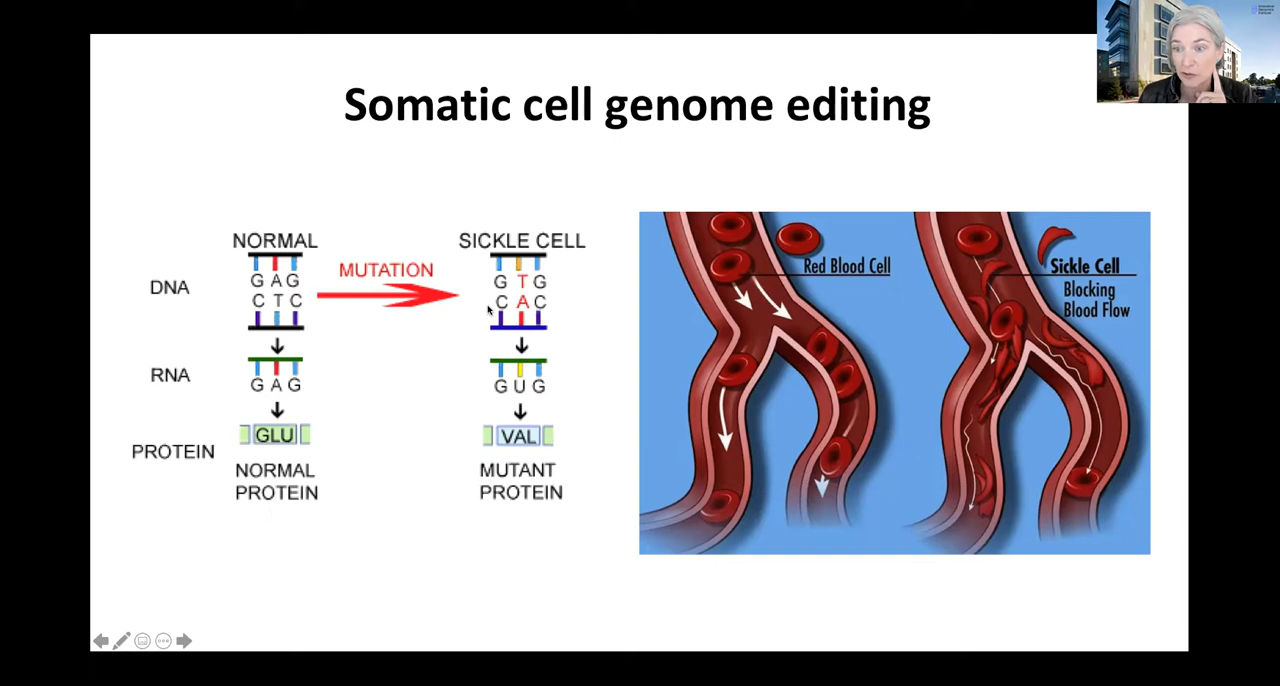 Somatic cell genome editing
NORMAL
SICKLE CELL
MUTATION
DNA
G A G
C T C
G T G
C A C
RNA
G A G
G U G
PROTEIN
GLU
VAL
NORMAL
PROTEIN
MUTANT
PROTEIN
Red Blood Cell
Sickle Cell
Blocking
Blood Flow